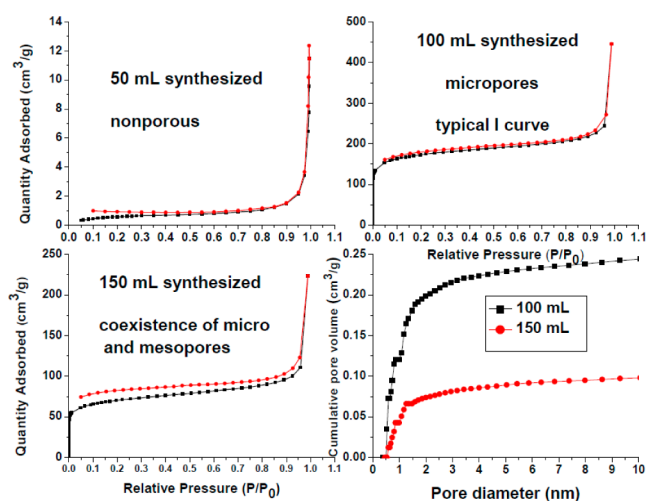 14
12
10
8
6
4
2
0
Quantity Adsorbed (cm³/g)
50 mL synthesized
nonporous
0.0 0.1 0.2 0.3 0.4 0.5 0.6 0.7 0.8 0.9 1.0 1.1
500
400
300
200
100
0
Quantity Adsorbed (cm³/g)
100 mL synthesized
micropores
typical I curve
0.0 0.1 0.2 0.3 0.4 0.5 0.6 0.7 0.8 0.9 1.0 1.1
Relative Pressure (P/P₀)
250
200
150
100
50
0
Quantity Adsorbed (cm³/g)
150 mL synthesized
coexistence of micro
and mesopores
0.0 0.1 0.2 0.3 0.4 0.5 0.6 0.7 0.8 0.9 1.0 1.1
Relative Pressure (P/P₀)
0.25
0.20
0.15
0.10
0.05
0.00
Cumulative pore volume (cm³/g)
100 mL
150 mL
0 1 2 3 4 5 6 7 8 9 10
Pore diameter (nm)